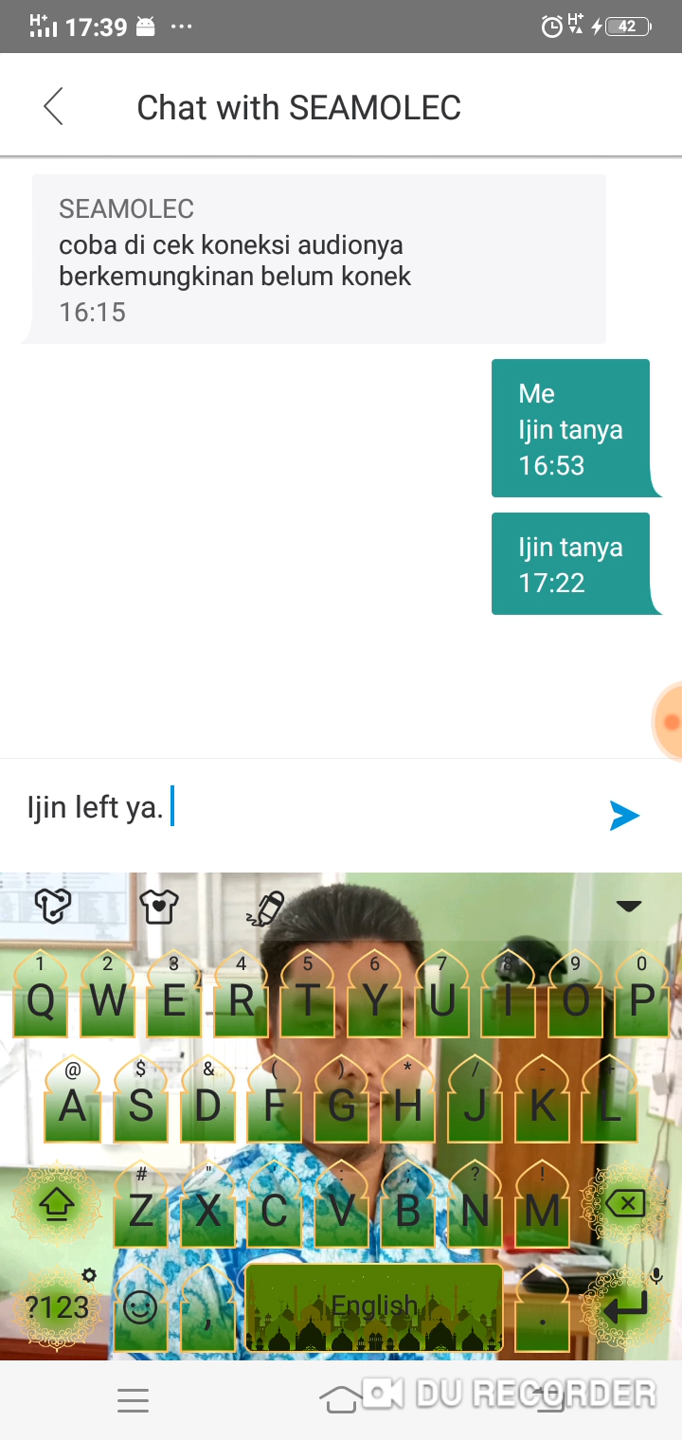 H+ 17:39 ... H+ 42
Chat with SEAMOLEC
SEAMOLEC
coba di cek koneksi audionya
berkemungkinan belum konek
16:15
Me
Ijin tanya
16:53
Ijin tanya
17:22
Ijin left ya.
1 2 3 4 5 6 7 8 9 0
Q W E R T Y U I O P
@ $ & ( ) * / - +
A S D F G H J K L
# " ' : ; ? !
Z X C V B N M
?123 , English .
DU RECORDER